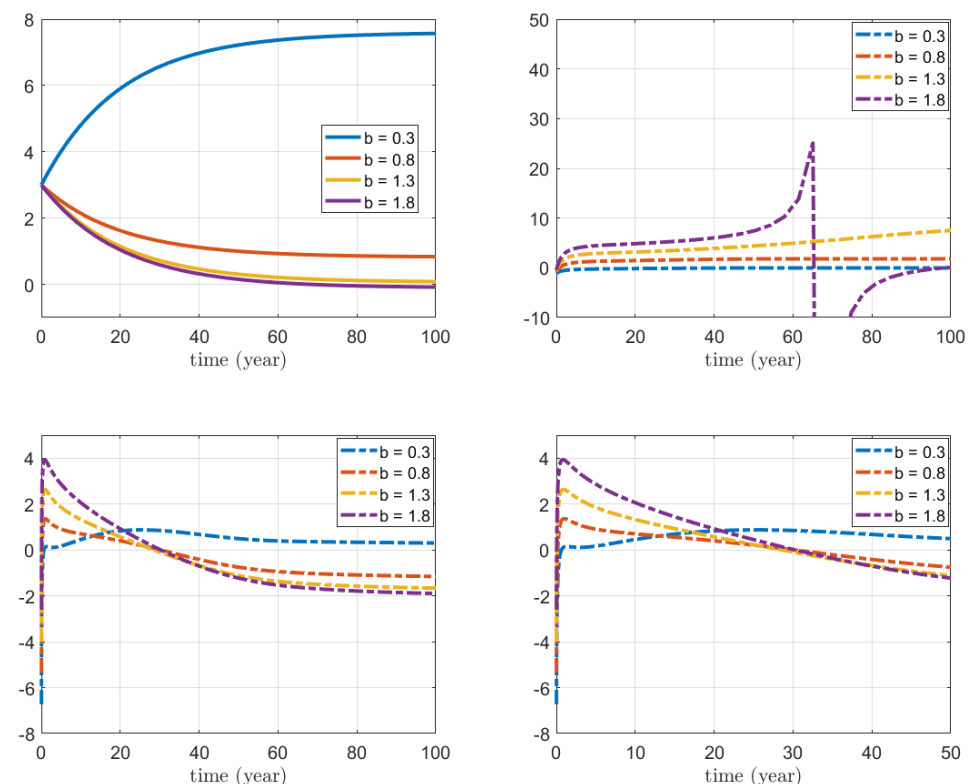 8
6
4
2
0
b = 0.3
b = 0.8
b = 1.3
b = 1.8
0 20 40 60 80 100
time (year)
50
40
30
20
10
0
-10
b = 0.3
b = 0.8
b = 1.3
b = 1.8
0 20 40 60 80 100
time (year)
4
2
0
-2
-4
-6
-8
b = 0.3
b = 0.8
b = 1.3
b = 1.8
0 20 40 60 80 100
time (year)
4
2
0
-2
-4
-6
-8
b = 0.3
b = 0.8
b = 1.3
b = 1.8
0 10 20 30 40 50
time (year)